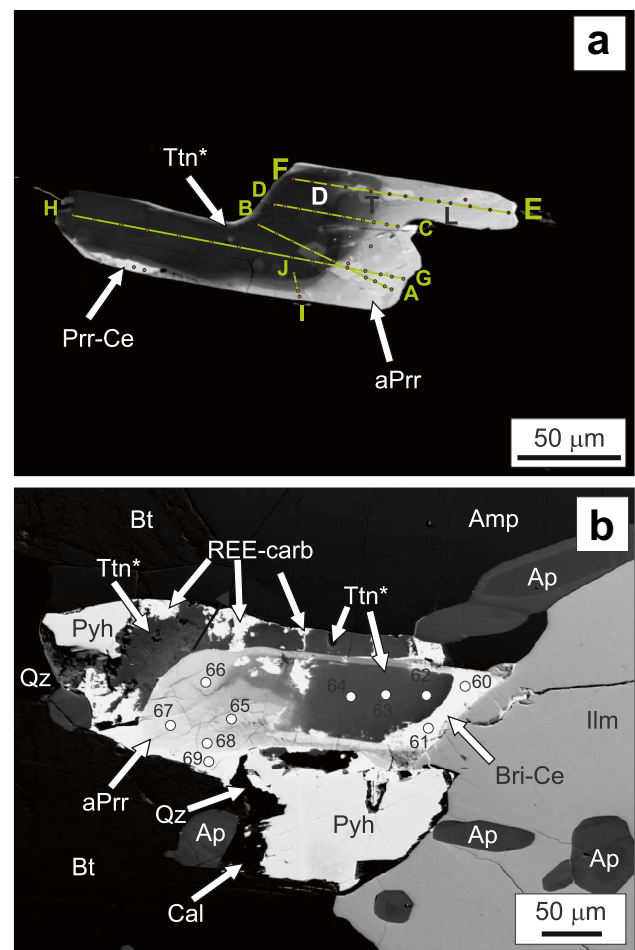 a
Ttn*
F
D
D
H
B
T
L
E
C
J
G
A
I
Prr-Ce
aPrr
50 µm
b
Bt
Amp
REE-carb
Ttn*
Ttn*
Ap
Pyh
Qz
66
62
60
64
63
67
65
61
68
69
Ilm
Bri-Ce
aPrr
Qz
Ap
Pyh
Ap
Ap
Bt
Cal
50 µm